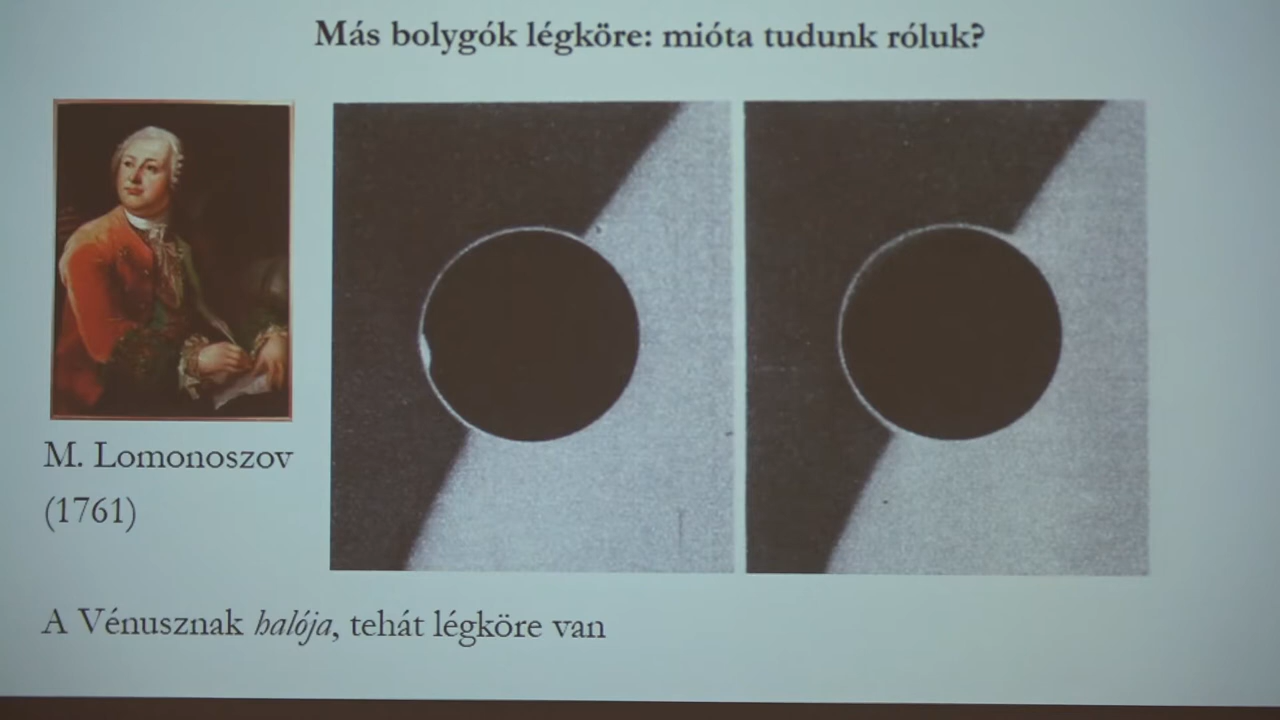 Más bolygók légköre: mióta tudunk róluk?
M. Lomonoszov
(1761)
A Vénusznak halója, tehát légköre van